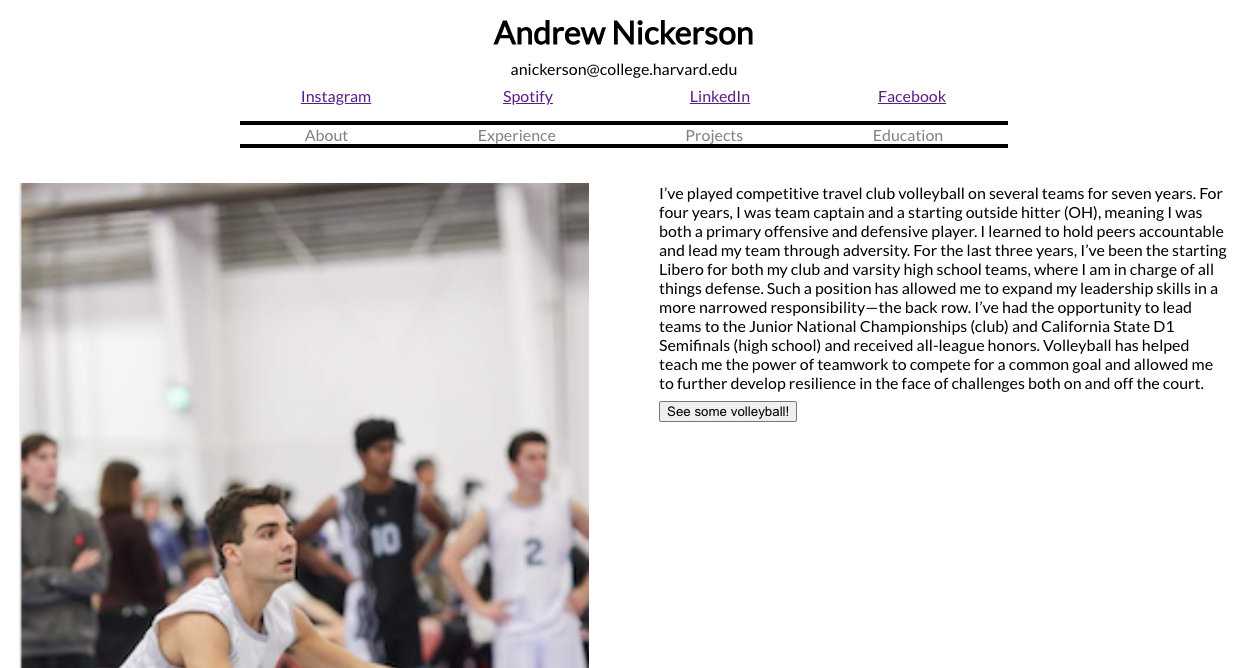 Andrew Nickerson
anickerson@college.harvard.edu
Instagram Spotify LinkedIn Facebook
About Experience Projects Education
I’ve played competitive travel club volleyball on several teams for seven years. For
four years, I was team captain and a starting outside hitter (OH), meaning I was
both a primary offensive and defensive player. I learned to hold peers accountable
and lead my team through adversity. For the last three years, I’ve been the starting
Libero for both my club and varsity high school teams, where I am in charge of all
things defense. Such a position has allowed me to expand my leadership skills in a
more narrowed responsibility—the back row. I’ve had the opportunity to lead
teams to the Junior National Championships (club) and California State D1
Semifinals (high school) and received all-league honors. Volleyball has helped
teach me the power of teamwork to compete for a common goal and allowed me
to further develop resilience in the face of challenges both on and off the court.
See some volleyball!
10
2